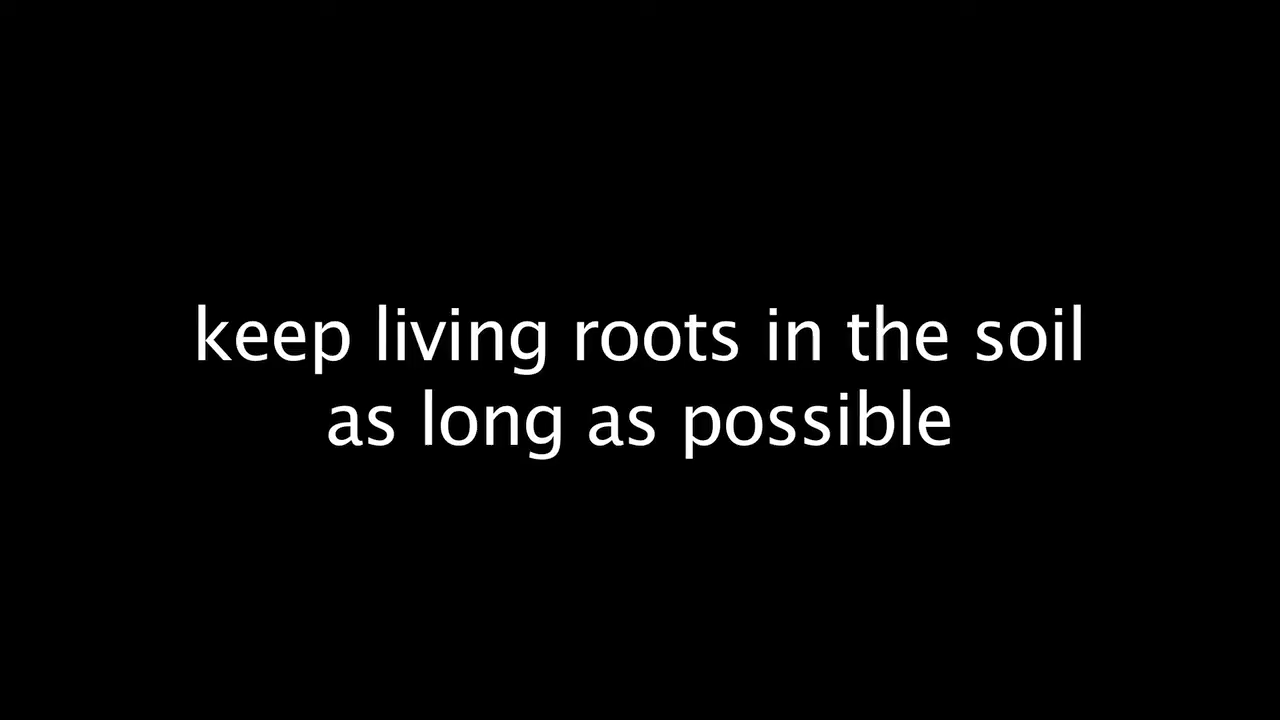 keep living roots in the soil
as long as possible